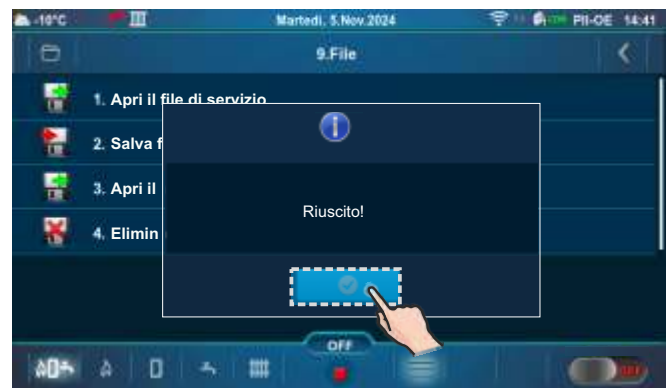 -10°C Martedì, 5.Nov.2024 PII-OE 14:41
9.File
1. Apri il file di servizio
2. Salva f
3. Apri il
4. Elimin
Riuscito!
OFF
OFF